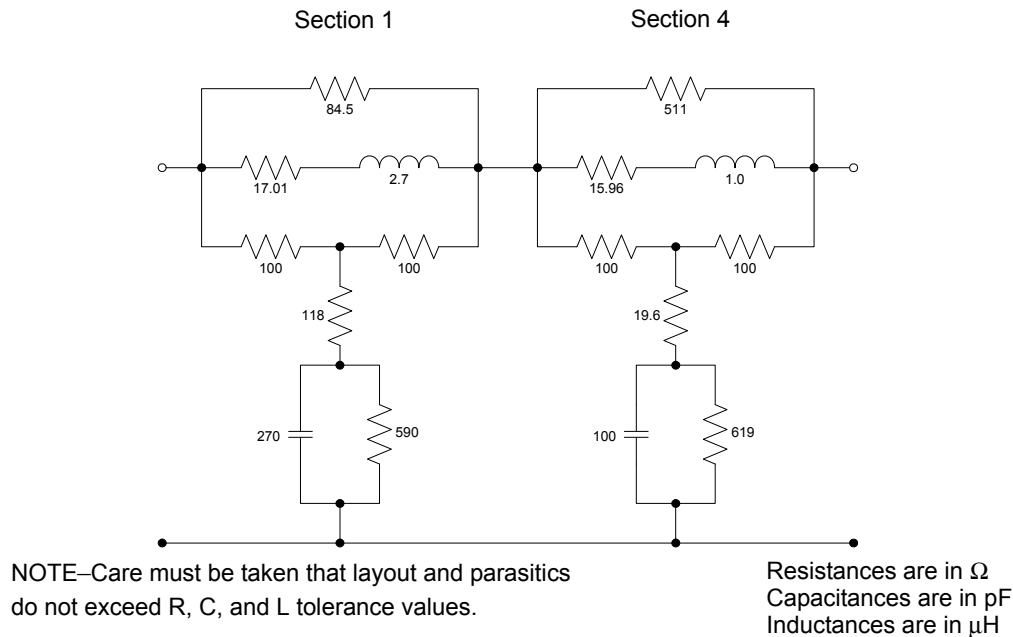 Section 1 Section 4
84.5 511
17.01 2.7 15.96 1.0
100 100 100 100
118 19.6
270 590 100 619
NOTE–Care must be taken that layout and parasitics
do not exceed R, C, and L tolerance values.
Resistances are in Ω
Capacitances are in pF
Inductances are in μH